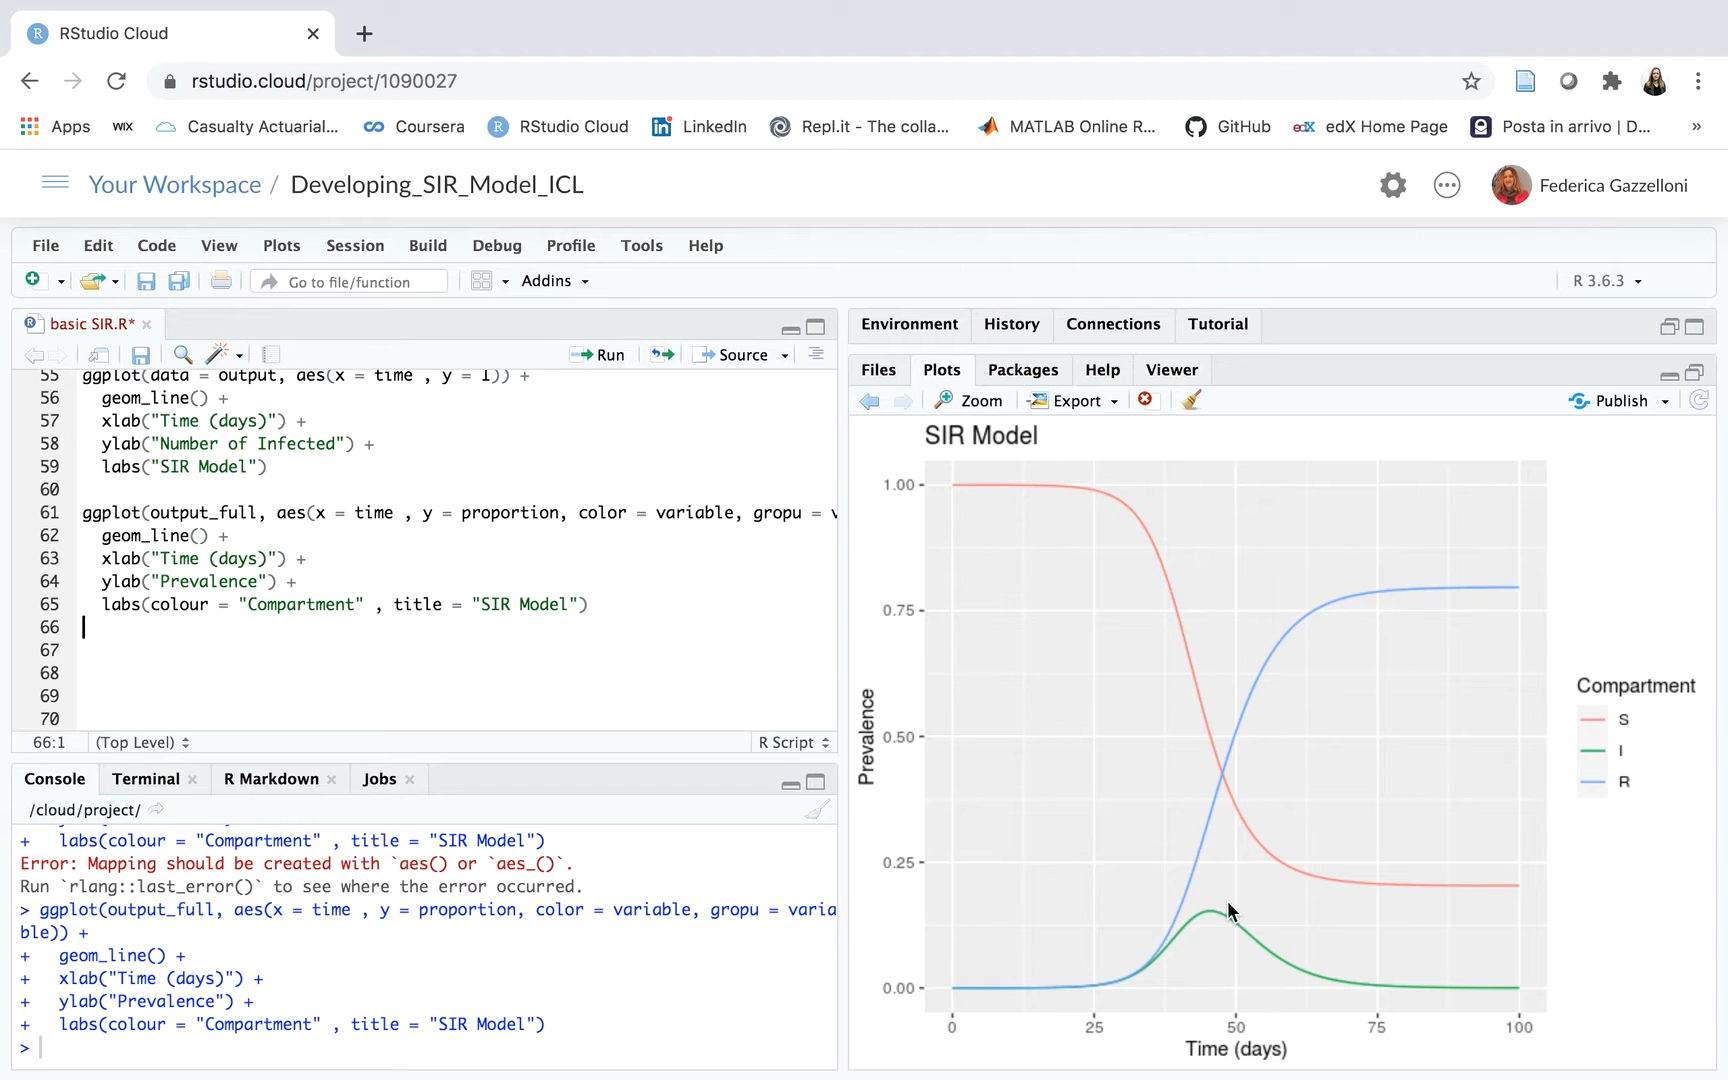 RStudio Cloud
rstudio.cloud/project/1090027
Apps WIX Casualty Actuarial... Coursera RStudio Cloud LinkedIn Repl.it - The colla... MATLAB Online R... GitHub edX edX Home Page Posta in arrivo | D... »
Your Workspace / Developing_SIR_Model_ICL
Federica Gazzelloni
File Edit Code View Plots Session Build Debug Profile Tools Help
Go to file/function Addins R 3.6.3
basic SIR.R*
Run Source
55 ggplot(data = output, aes(x = time , y = I)) +
56 geom_line() +
57 xlab("Time (days)") +
58 ylab("Number of Infected") +
59 labs("SIR Model")
60
61 ggplot(output_full, aes(x = time , y = proportion, color = variable, gropu = v
62 geom_line() +
63 xlab("Time (days)") +
64 ylab("Prevalence") +
65 labs(colour = "Compartment" , title = "SIR Model")
66
67
68
69
70
66:1 (Top Level) R Script
Console Terminal R Markdown Jobs
/cloud/project/
+ labs(colour = "Compartment" , title = "SIR Model")
Error: Mapping should be created with `aes() or `aes_()`.
Run `rlang::last_error()` to see where the error occurred.
> ggplot(output_full, aes(x = time , y = proportion, color = variable, gropu = varia
ble)) +
+ geom_line() +
+ xlab("Time (days)") +
+ ylab("Prevalence") +
+ labs(colour = "Compartment" , title = "SIR Model")
>
Environment History Connections Tutorial
Files Plots Packages Help Viewer
Zoom Export Publish
SIR Model
1.00
0.75
0.50
0.25
0.00
Prevalence
0 25 50 75 100
Time (days)
Compartment
S
I
R